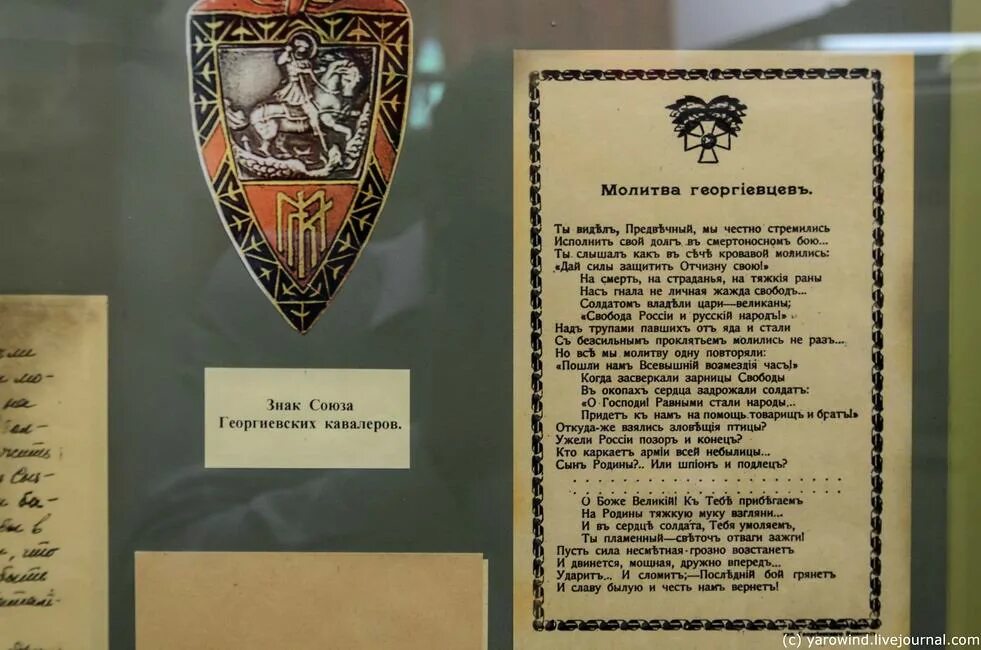 Знак Союза
Георгиевских кавалеров.
Молитва георгіевцевъ.
Ты видѣлъ, Предвѣчный, мы честно стремились
Исполнить свой долгъ въ смертоносномъ бою...
Ты слышалъ какъ въ сѣчѣ кровавой молились:
«Дай силы защитить Отчизну свою!»
На смерть, на страданья, на тяжкія раны
Насъ гнала не личная жажда свободъ...
Солдатомъ владѣли цари—великаны;
«Свобода Россіи и русскій народъ!»
Надъ трупами павшихъ отъ яда и стали
Съ безсильнымъ проклятьемъ молились не разъ...
Но всѣ мы молитву одну повторяли:
«Пошли намъ Всевышній возмездія часъ!»
Когда засверкали зарницы Свободы
Въ окопахъ сердца задрожали солдатъ:
«О Господи! Равными стали народы...
Придетъ къ намъ на помощь товарищъ и братъ!»
Откуда-же взялись зловѣщія птицы?
Ужели Россіи позоръ и конецъ?
Кто каркаетъ арміи всей небылицы...
Сынъ Родины?.. Или шпіонъ и подлецъ?
О Боже Великій! Къ Тебѣ прибѣгаемъ
На Родины тяжкую муку взгляни...
И въ сердцѣ солдата, Тебя умоляемъ,
Ты пламенный—свѣточъ отваги зажги!
Пусть сила несмѣтная грозно возстанетъ
И двинется, мощная, дружно впередъ...
Ударитъ... И сломитъ;—Послѣдній бой грянетъ
И славу былую и честь намъ вернетъ!
(c) yarowind.livejournal.com